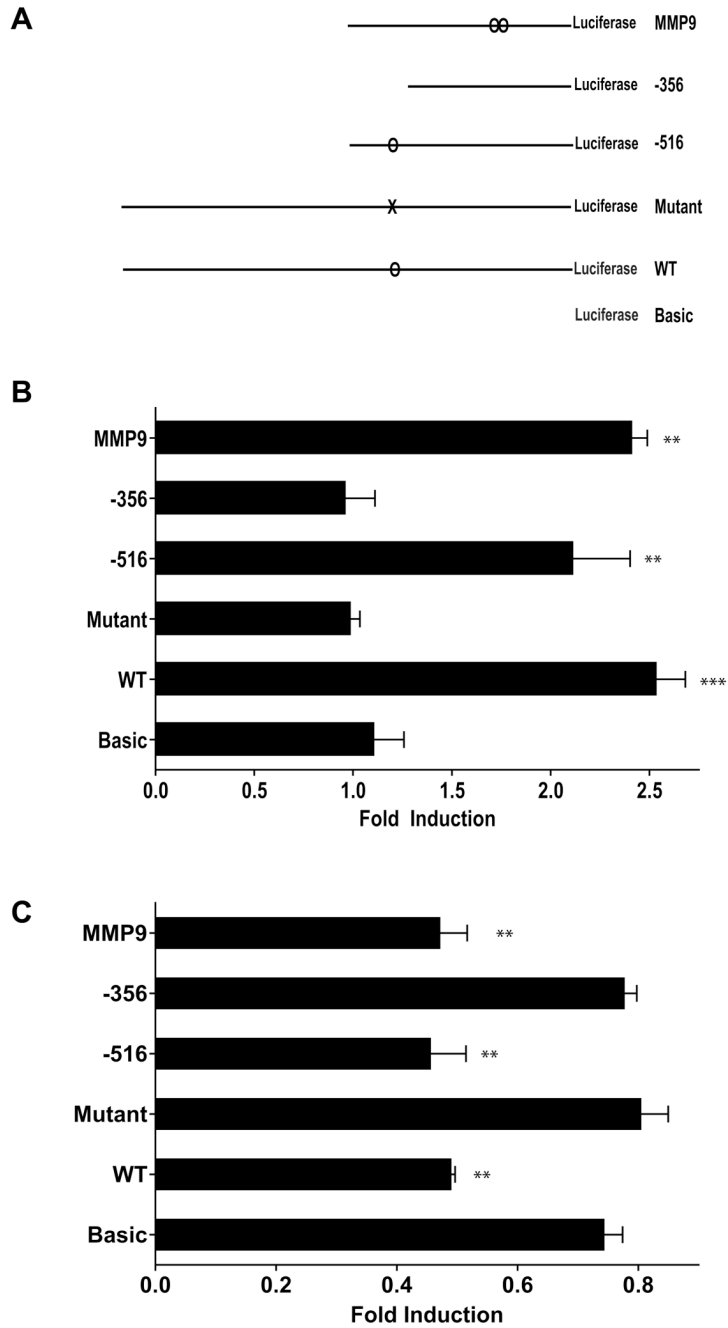 A
Luciferase MMP9
Luciferase -356
Luciferase -516
X Luciferase Mutant
Luciferase WT
Luciferase Basic
B
MMP9 **
-356
-516 **
Mutant
WT ***
Basic
0.0 0.5 1.0 1.5 2.0 2.5
Fold Induction
C
MMP9 **
-356
-516 **
Mutant
WT **
Basic
0.0 0.2 0.4 0.6 0.8
Fold Induction